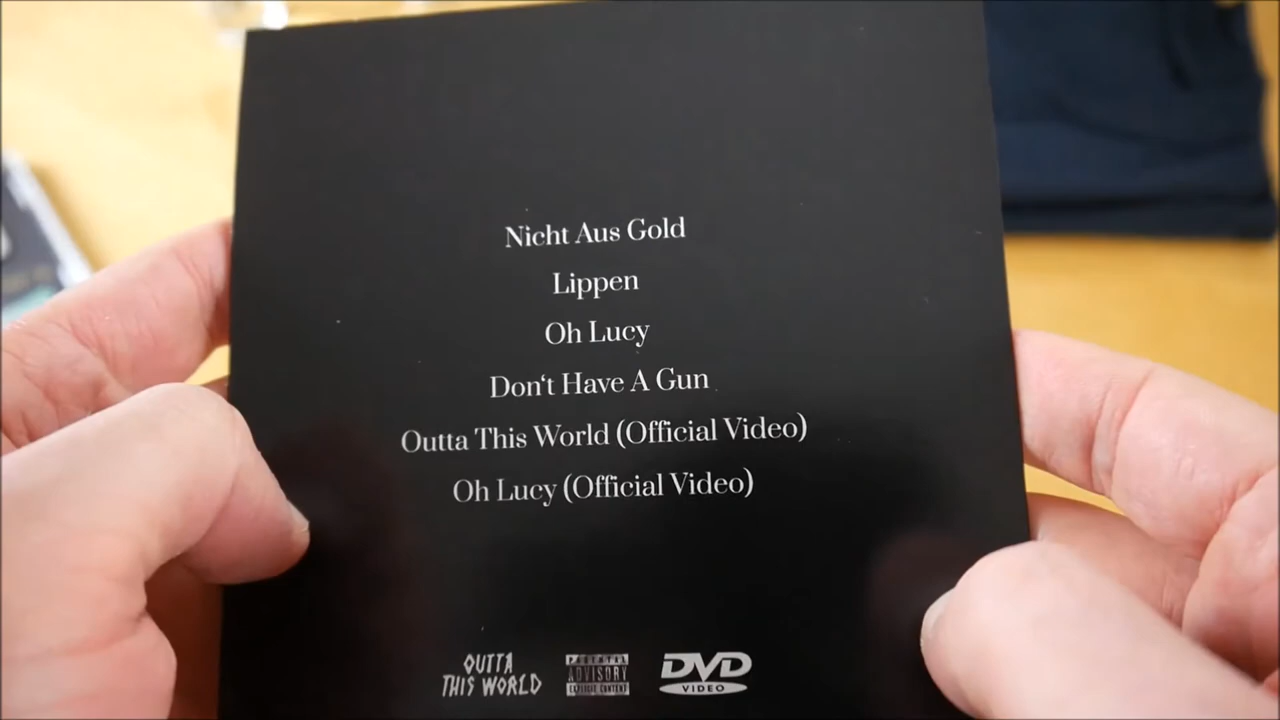 Nicht Aus Gold
Lippen
Oh Lucy
Don‘t Have A Gun
Outta This World (Official Video)
Oh Lucy (Official Video)
OUTTA
THIS WORLD
PARENTAL
ADVISORY
EXPLICIT CONTENT
DVD
VIDEO